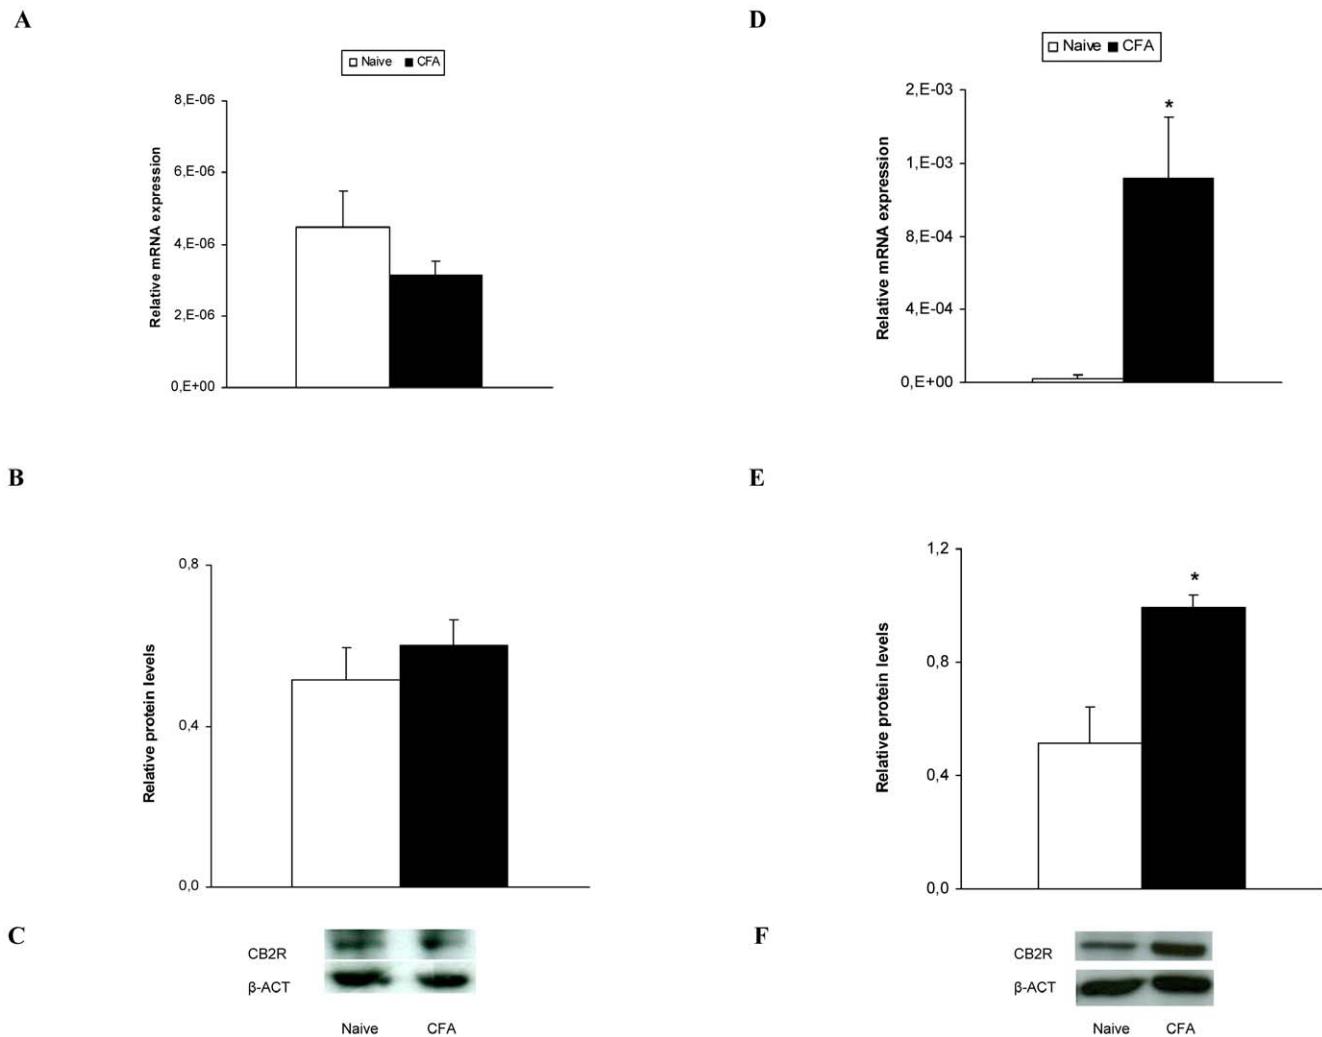 A
Naive CFA
8,E-06
6,E-06
4,E-06
2,E-06
0,E+00
Relative mRNA expression
D
Naive CFA
2,E-03
1,E-03
8,E-04
4,E-04
0,E+00
Relative mRNA expression
*
B
0,8
0,4
0,0
Relative protein levels
E
1,2
0,8
0,4
0,0
Relative protein levels
*
C
CB2R
β-ACT
Naive CFA
F
CB2R
β-ACT
Naive CFA